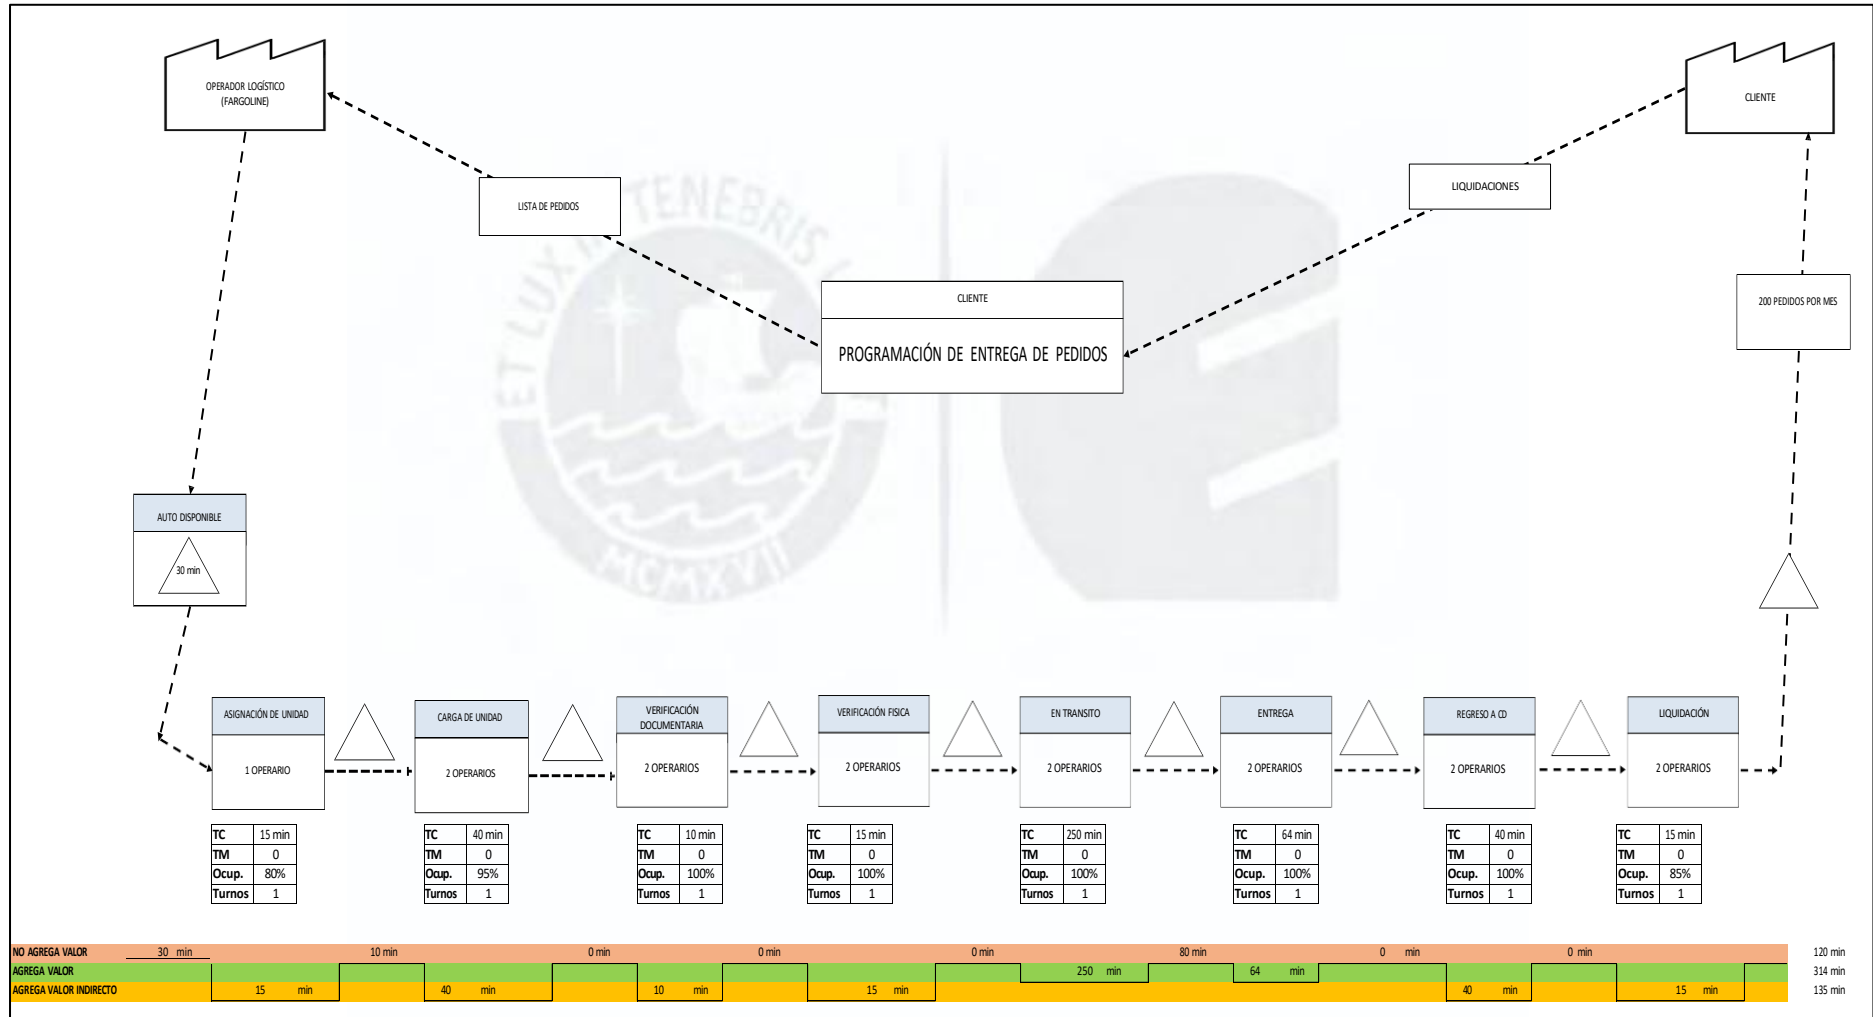 OPERADOR LOGÍSTICO
(FARGOLINE)
CLIENTE
LISTA DE PEDIDOS
LIQUIDACIONES
CLIENTE
PROGRAMACIÓN DE ENTREGA DE PEDIDOS
200 PEDIDOS POR MES
AUTO DISPONIBLE
30 min
ET LUX IN TENEBRIS
MCMXVII
ASIGNACIÓN DE UNIDAD
1 OPERARIO
CARGA DE UNIDAD
2 OPERARIOS
VERIFICACIÓN
DOCUMENTARIA
2 OPERARIOS
VERIFICACIÓN FISICA
2 OPERARIOS
EN TRANSITO
2 OPERARIOS
ENTREGA
2 OPERARIOS
REGRESO A CD
2 OPERARIOS
LIQUIDACIÓN
2 OPERARIOS
TC 15 min
TM 0
Ocup. 80%
Turnos 1
TC 40 min
TM 0
Ocup. 95%
Turnos 1
TC 10 min
TM 0
Ocup. 100%
Turnos 1
TC 15 min
TM 0
Ocup. 100%
Turnos 1
TC 250 min
TM 0
Ocup. 100%
Turnos 1
TC 64 min
TM 0
Ocup. 100%
Turnos 1
TC 40 min
TM 0
Ocup. 100%
Turnos 1
TC 15 min
TM 0
Ocup. 85%
Turnos 1
NO AGREGA VALOR 30 min 10 min 0 min 0 min 0 min 80 min 0 min 0 min 120 min
AGREGA VALOR 250 min 64 min 314 min
AGREGA VALOR INDIRECTO 15 min 40 min 10 min 15 min 40 min 15 min 135 min